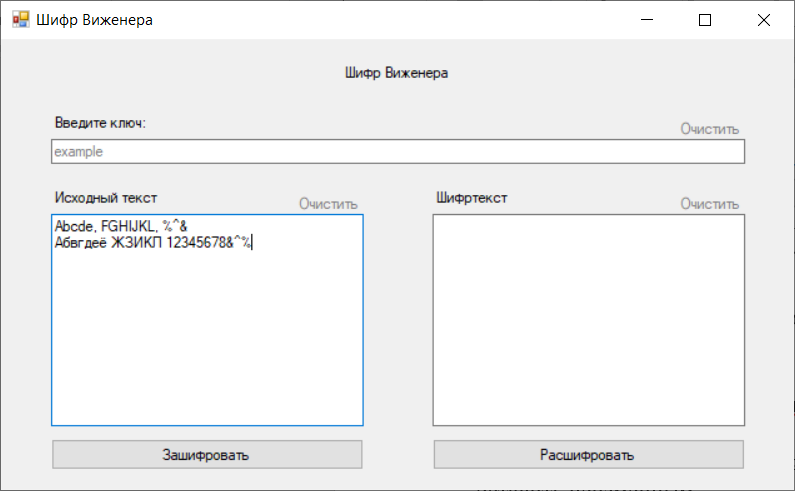 Шифр Виженера
Шифр Виженера
Введите ключ:
Очистить
example
Исходный текст
Очистить
Abcde, FGHIJKL, %^&
Абвгдеё ЖЗИКЛ 12345678&^%
Зашифровать
Шифртекст
Очистить
Расшифровать